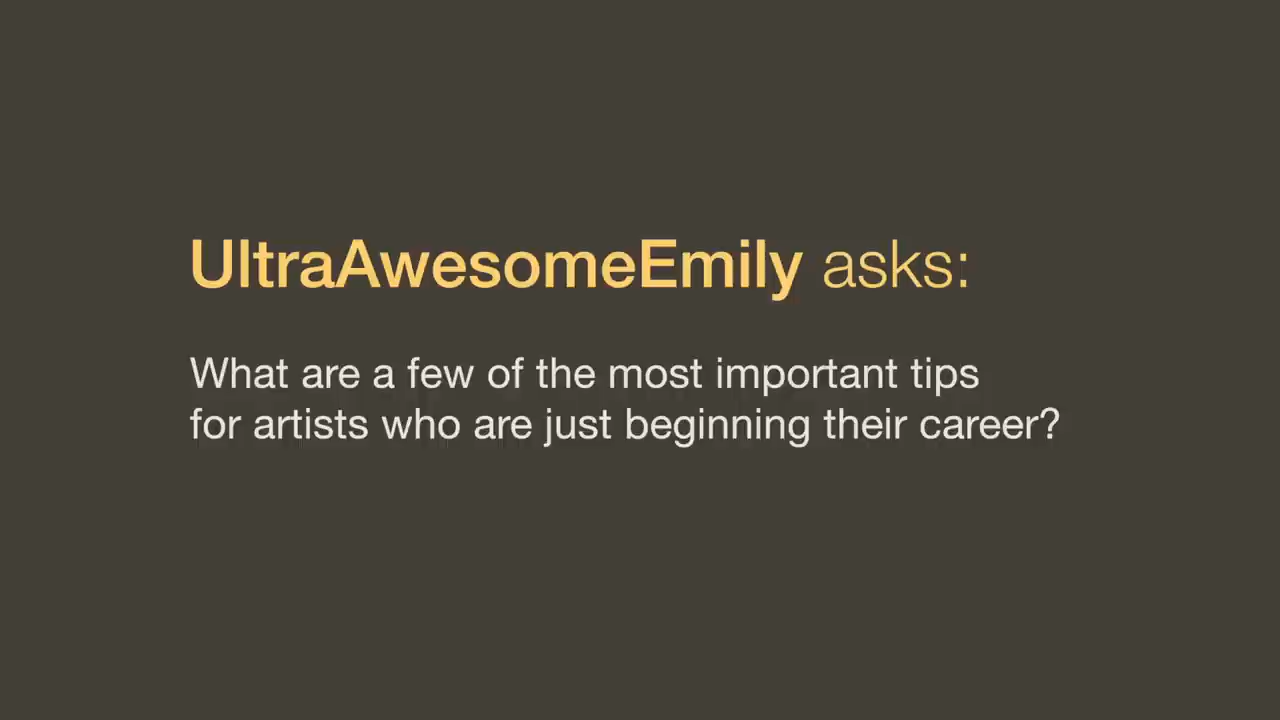 UltraAwesomeEmily asks:
What are a few of the most important tips
for artists who are just beginning their career?